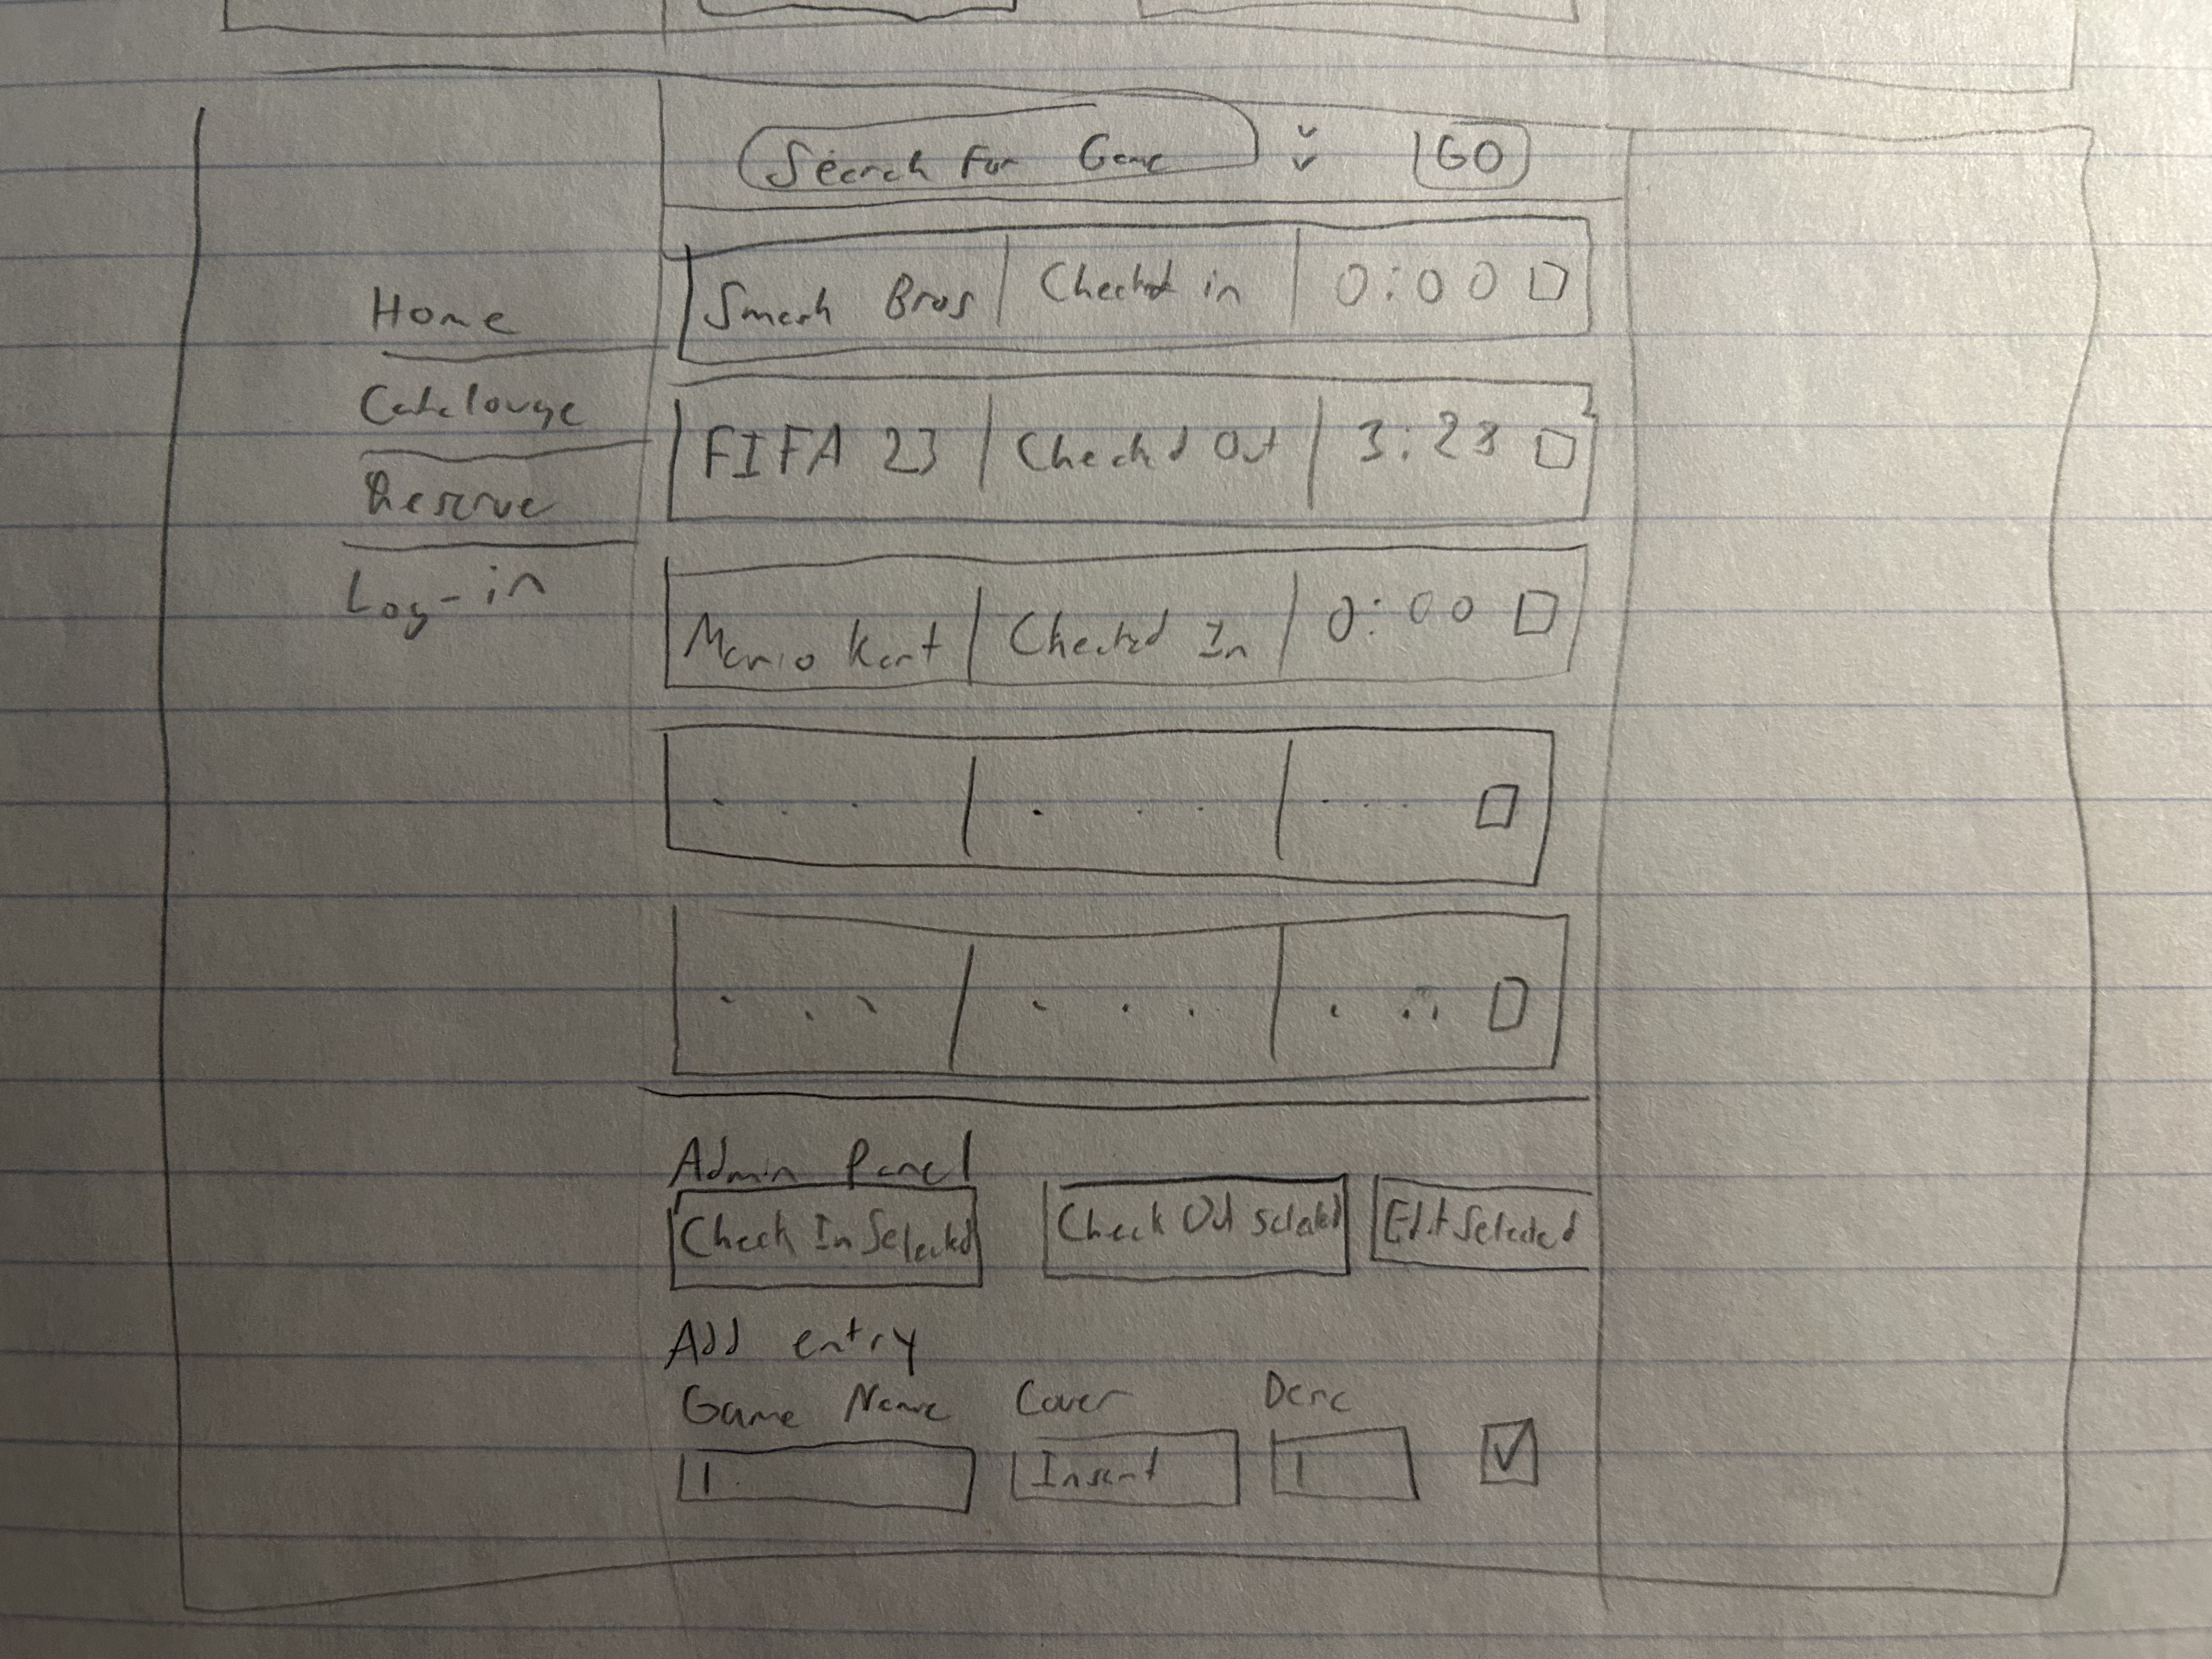 Search For Game GO
Home
Catalouge
Reserve
Log-in
Smash Bros Checked in 0:00
FIFA 23 Checked Out 3:23
Mario Kart Checked In 0:00
. . . . . . . . .
. . . . . . . . .
Admin Panel
Check In Selected Check Out Selected Edit Selected
Add entry
Game Name Cover Desc
Insert